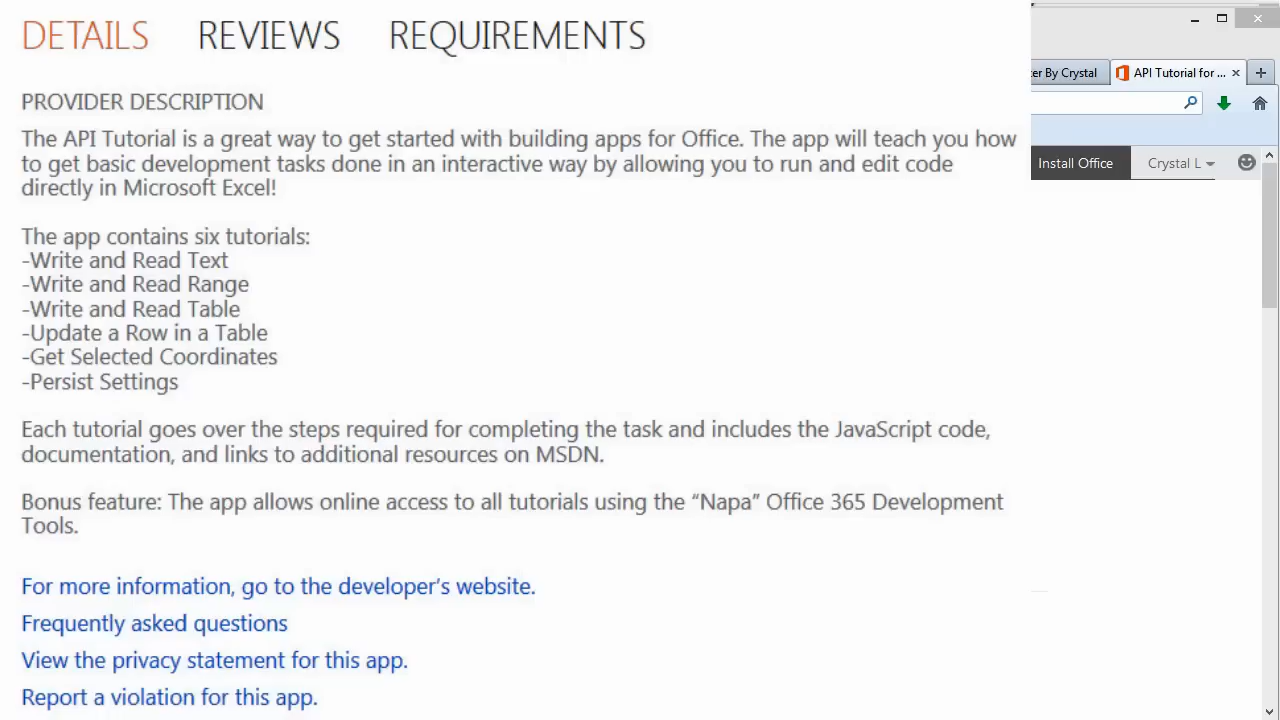 DETAILS REVIEWS REQUIREMENTS
PROVIDER DESCRIPTION
The API Tutorial is a great way to get started with building apps for Office. The app will teach you how
to get basic development tasks done in an interactive way by allowing you to run and edit code
directly in Microsoft Excel!
The app contains six tutorials:
-Write and Read Text
-Write and Read Range
-Write and Read Table
-Update a Row in a Table
-Get Selected Coordinates
-Persist Settings
Each tutorial goes over the steps required for completing the task and includes the JavaScript code,
documentation, and links to additional resources on MSDN.
Bonus feature: The app allows online access to all tutorials using the “Napa” Office 365 Development
Tools.
For more information, go to the developer’s website.
Frequently asked questions
View the privacy statement for this app.
Report a violation for this app.
er By Crystal API Tutorial for ...
Install Office Crystal L